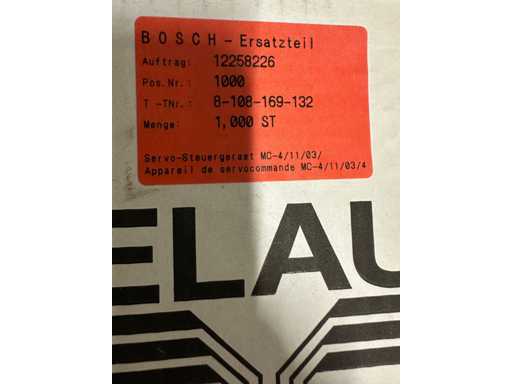 BOSCH - Ersatzteil
Auftrag: 12258226
Pos.Nr.: 1000
T -TNr.: 8-108-169-132
Menge: 1,000 ST
Servo-Steuergeraet MC-4/11/03/
Appareil de servocommande MC-4/11/03/4
ELAU